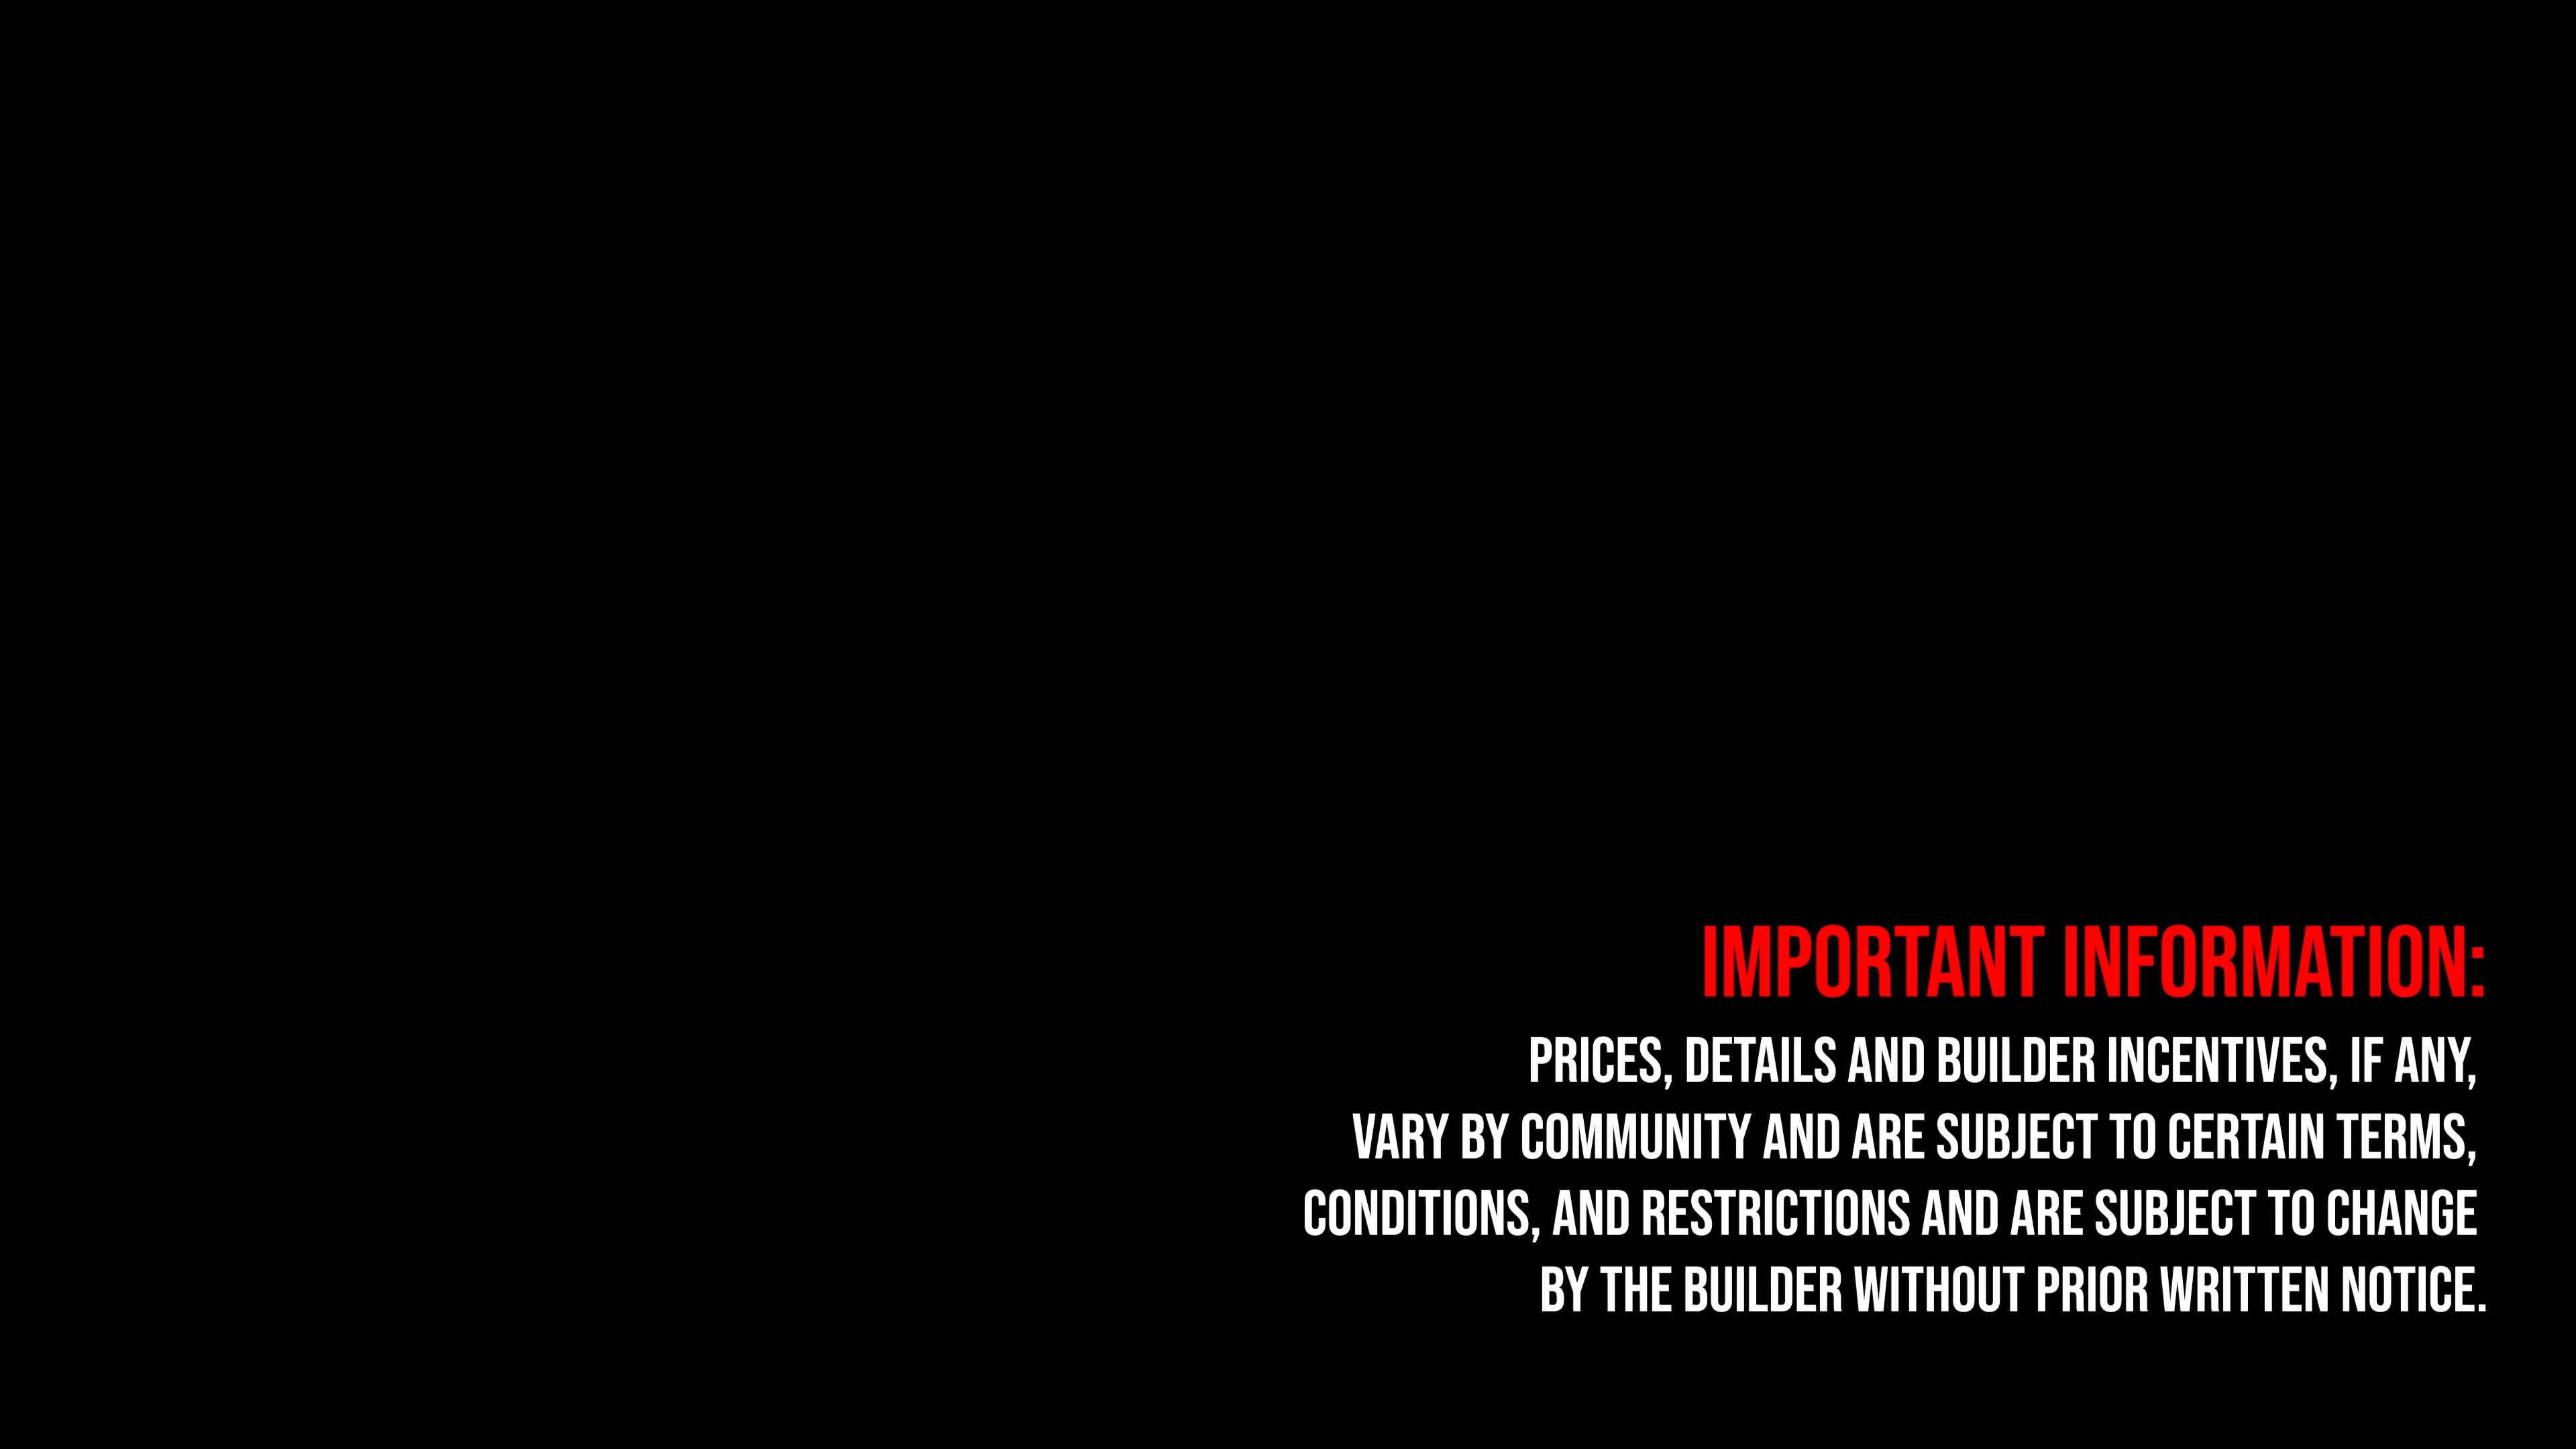 IMPORTANT INFORMATION:
PRICES, DETAILS AND BUILDER INCENTIVES, IF ANY,
VARY BY COMMUNITY AND ARE SUBJECT TO CERTAIN TERMS,
CONDITIONS, AND RESTRICTIONS AND ARE SUBJECT TO CHANGE
BY THE BUILDER WITHOUT PRIOR WRITTEN NOTICE.